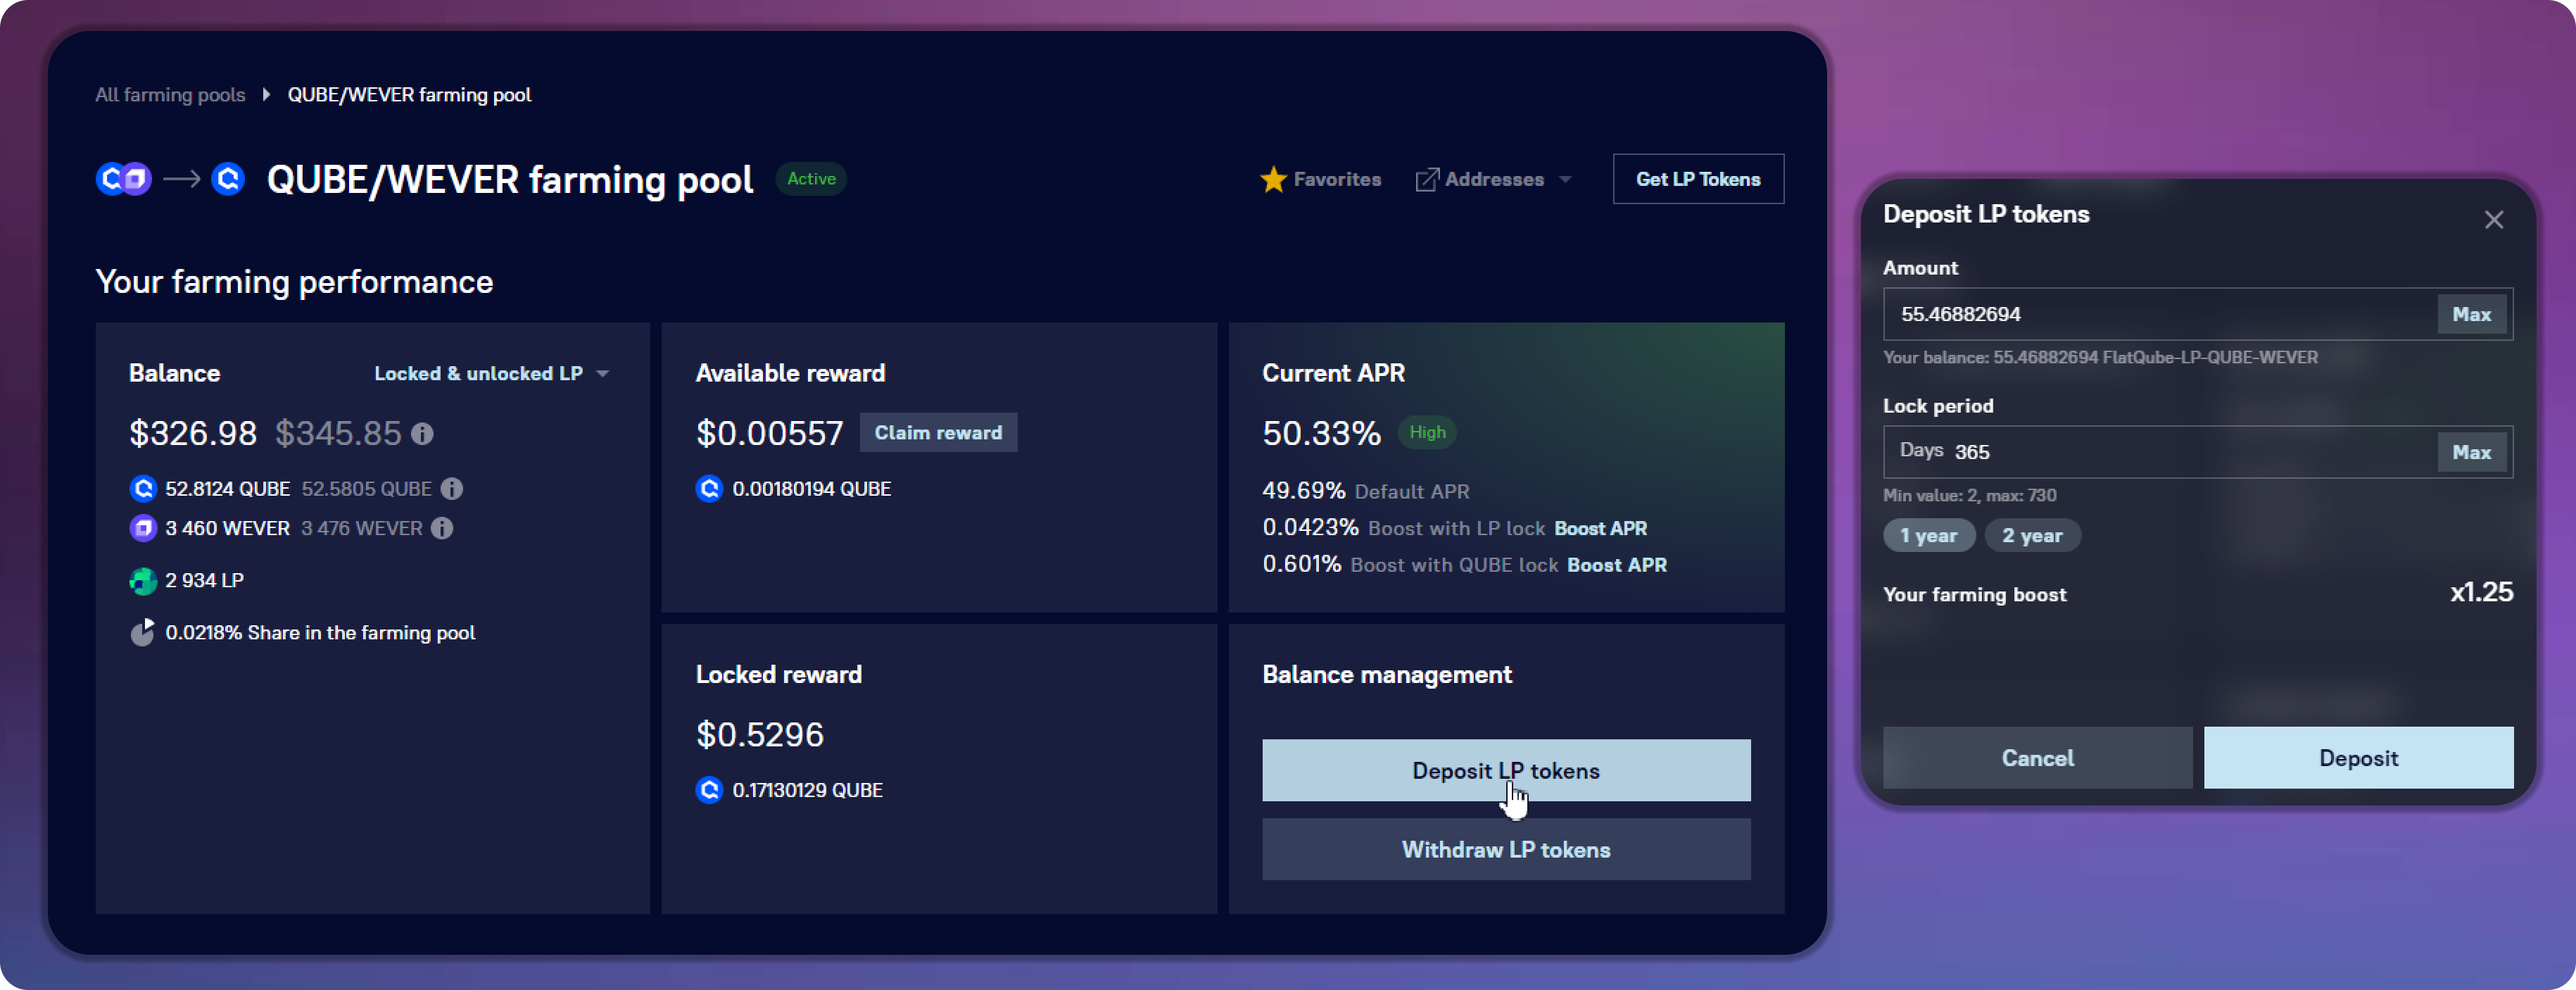 All farming pools QUBE/WEVER farming pool
QUBE/WEVER farming pool Active
Favorites Addresses Get LP Tokens
Your farming performance
Balance Locked & unlocked LP
$326.98 $345.85
52.8124 QUBE 52.5805 QUBE
3 460 WEVER 3 476 WEVER
2 934 LP
0.0218% Share in the farming pool
Available reward
$0.00557 Claim reward
0.00180194 QUBE
Current APR
50.33% High
49.69% Default APR
0.0423% Boost with LP lock Boost APR
0.601% Boost with QUBE lock Boost APR
Locked reward
$0.5296
0.17130129 QUBE
Balance management
Deposit LP tokens
Withdraw LP tokens
Deposit LP tokens
Amount
55.46882694 Max
Your balance: 55.46882694 FlatQube-LP-QUBE-WEVER
Lock period
Days 365 Max
Min value: 2, max: 730
1 year 2 year
Your farming boost x1.25
Cancel Deposit